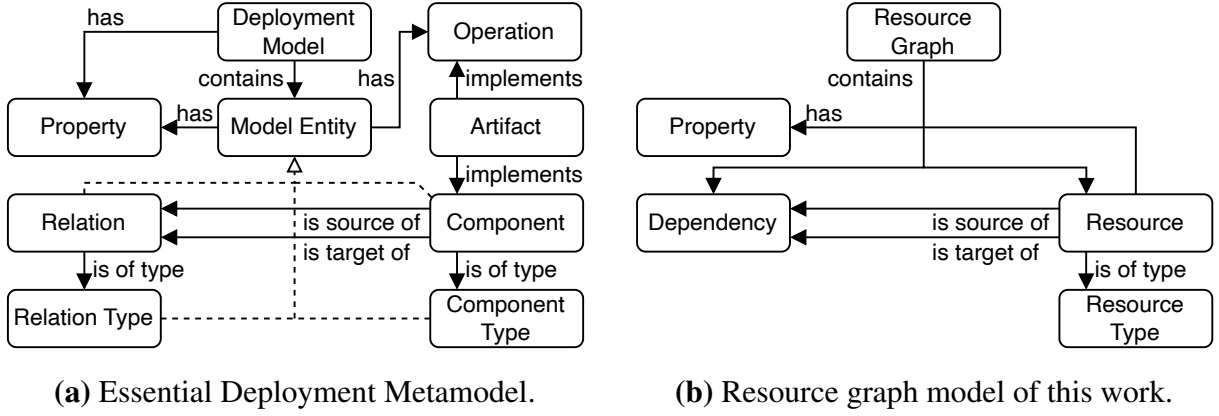 has
Deployment
Model
Operation
contains
has
implements
Property
has
Model Entity
Artifact
implements
Relation
is source of
is target of
Component
is of type
is of type
Relation Type
Component
Type
(a) Essential Deployment Metamodel.
Resource
Graph
contains
Property
has
Dependency
is source of
is target of
Resource
is of type
Resource
Type
(b) Resource graph model of this work.